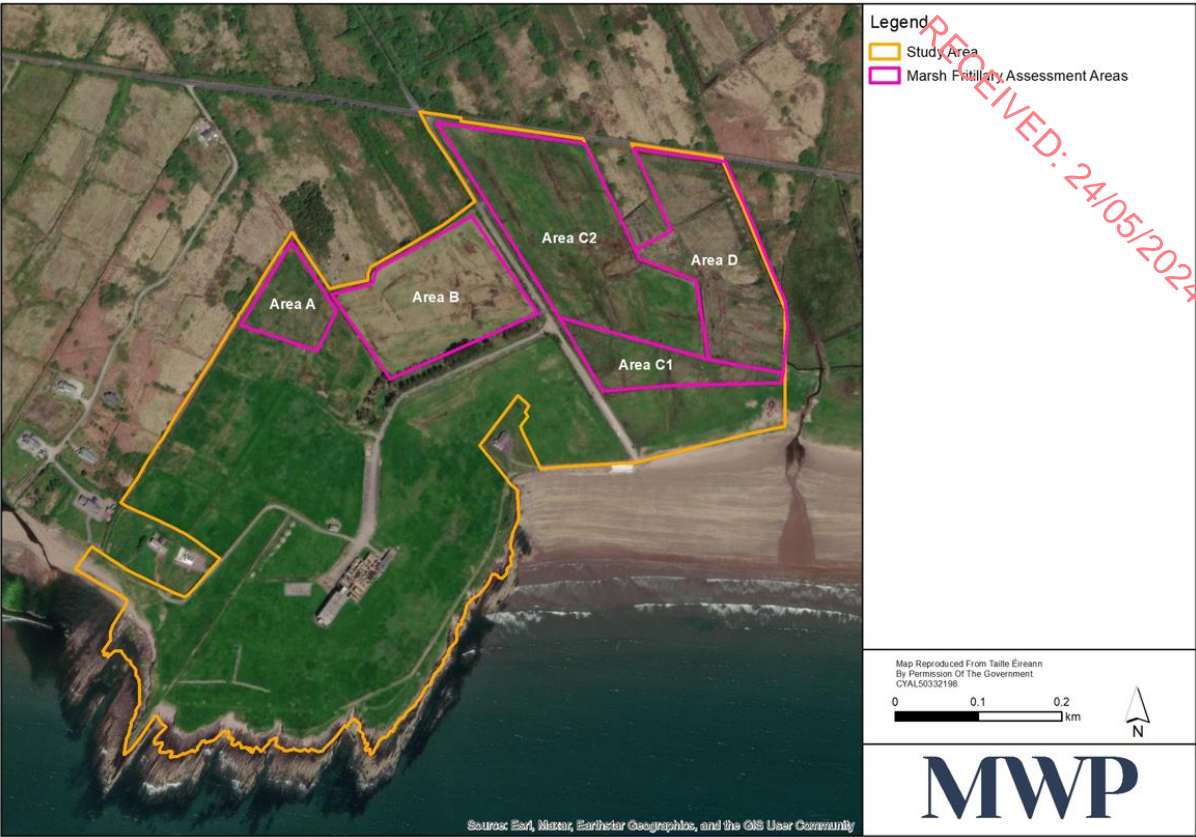 Legend
Study Area
Marsh Fritillary Assessment Areas
RECEIVED: 24/05/2024
Area C2
Area D
Area A
Area B
Area C1
Map Reproduced From Tailte Éireann
By Permission Of The Government.
CYAL50332198.
0 0.1 0.2
km
N
MWP
Source: Esri, Maxar, Earthstar Geographics, and the GIS User Community